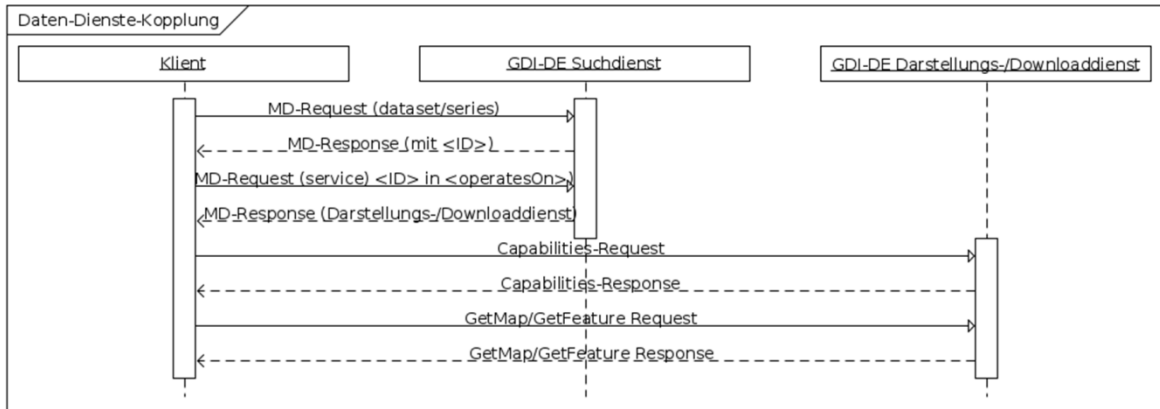 Daten-Dienste-Kopplung
Klient
GDI-DE Suchdienst
GDI-DE Darstellungs-/Downloaddienst
MD-Request (dataset/series)
MD-Response (mit <ID>)
MD-Request (service) <ID> in <operatesOn>)
MD-Response (Darstellungs-/Downloaddienst)
Capabilities-Request
Capabilities-Response
GetMap/GetFeature Request
GetMap/GetFeature Response